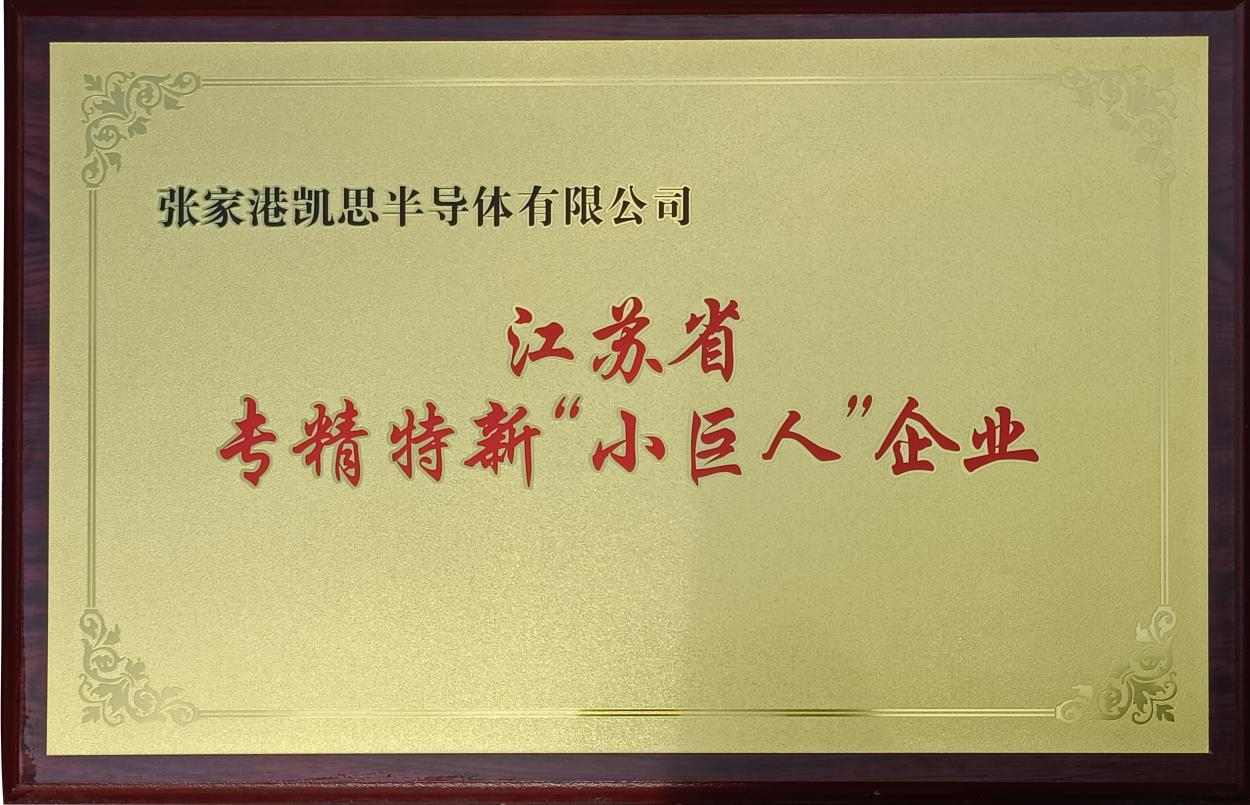 张家港凯思半导体有限公司
江苏省
专精特新“小巨人”企业